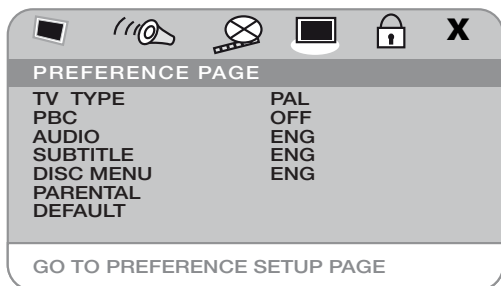 X
PREFERENCE PAGE
TV TYPE PAL
PBC OFF
AUDIO ENG
SUBTITLE ENG
DISC MENU ENG
PARENTAL
DEFAULT
GO TO PREFERENCE SETUP PAGE